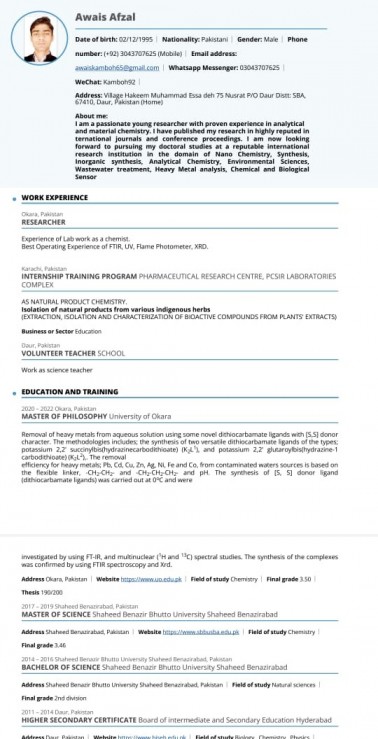 Awais Afzal
Date of birth: 02/12/1995 | Nationality: Pakistani | Gender: Male | Phone
number: (+92) 3043707625 (Mobile) | Email address:
awaiskamboh65@gmail.com | Whatsapp Messenger: 03043707625 |
WeChat: Kamboh92 |
Address: Village Hakeem Muhammad Essa deh 75 Nusrat P/O Daur Distt: SBA,
67410, Daur, Pakistan (Home)
About me:
I am a passionate young researcher with proven experience in analytical
and material chemistry. I have published my research in highly reputed in
ternational journals and conference proceedings. I am now looking
forward to pursuing my doctoral studies at a reputable international
research institution in the domain of Nano Chemistry, Synthesis,
Inorganic synthesis, Analytical Chemistry, Environmental Sciences,
Wastewater treatment, Heavy Metal analysis, Chemical and Biological
Sensor
WORK EXPERIENCE
Okara, Pakistan
RESEARCHER
Experience of Lab work as a chemist.
Best Operating Experience of FTIR, UV, Flame Photometer, XRD.
Karachi, Pakistan
INTERNSHIP TRAINING PROGRAM PHARMACEUTICAL RESEARCH CENTRE, PCSIR LABORATORIES
COMPLEX
AS NATURAL PRODUCT CHEMISTRY.
Isolation of natural products from various indigenous herbs
(EXTRACTION, ISOLATION AND CHARACTERIZATION OF BIOACTIVE COMPOUNDS FROM PLANTS' EXTRACTS)
Business or Sector Education
Daur, Pakistan
VOLUNTEER TEACHER SCHOOL
Work as science teacher
EDUCATION AND TRAINING
2020 – 2022 Okara, Pakistan
MASTER OF PHILOSOPHY University of Okara
Removal of heavy metals from aqueous solution using some novel dithiocarbamate ligands with [S,S] donor
character. The methodologies includes; the synthesis of two versatile dithiocarbamate ligands of the types;
potassium 2,2' succinylbis(hydrazinecarbodithioate) (K₂L¹), and potassium 2,2' glutaroylbis(hydrazine-1
carbodithioate) (K₂L²),. The removal
efficiency for heavy metals; Pb, Cd, Cu, Zn, Ag, Ni, Fe and Co, from contaminated waters sources is based on
the flexible linker, -CH₂-CH₂- and -CH₂-CH₂-CH₂- and pH. The synthesis of [S, S] donor ligand
(dithiocarbamate ligands) was carried out at 0°C and were
investigated by using FT-IR, and multinuclear (¹H and ¹³C) spectral studies. The synthesis of the complexes
was confirmed by using FTIR spectroscopy and Xrd.
Address Okara, Pakistan | Website https://www.uo.edu.pk | Field of study Chemistry | Final grade 3.50 |
Thesis 190/200
2017 – 2019 Shaheed Benazirabad, Pakistan
MASTER OF SCIENCE Shaheed Benazir Bhutto University Shaheed Benazirabad
Address Shaheed Benazirabad, Pakistan | Website https://www.sbbusba.edu.pk | Field of study Chemistry |
Final grade 3.46
2014 – 2016 Shaheed Benazir Bhutto University Shaheed Benazirabad, Pakistan
BACHELOR OF SCIENCE Shaheed Benazir Bhutto University Shaheed Benazirabad
Address Shaheed Benazir Bhutto University Shaheed Benazirabad, Pakistan | Field of study Natural sciences |
Final grade 2nd division
2011 – 2014 Daur, Pakistan
HIGHER SECONDARY CERTIFICATE Board of intermediate and Secondary Education Hyderabad
Address Daur, Pakistan | Website https://www.biseh.edu.pk | Field of study Biology, Chemistry, Physics |